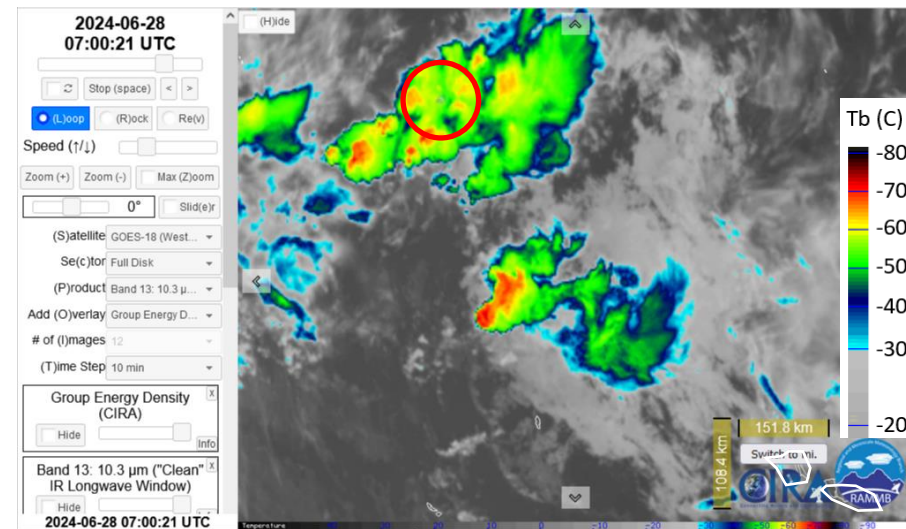 2024-06-28
07:00:21 UTC
Stop (space) < >
(L)oop (R)ock Re(v)
Speed (↑/↓)
Zoom (+) Zoom (-) Max (Z)oom
0° Slid(e)r
(S)atellite GOES-18 (West...
Se(c)tor Full Disk
(P)roduct Band 13: 10.3 µ...
Add (O)verlay Group Energy D...
# of (I)mages 12
(T)ime Step 10 min
Group Energy Density X
(CIRA)
Hide Info
Band 13: 10.3 µm ("Clean" X
IR Longwave Window)
Hide
2024-06-28 07:00:21 UTC
(H)ide
Tb (C)
-80
-70
-60
-50
-40
-30
-20
151.8 km
108.4 km
Switch to mi.
CIRA
RAMMB
Temperature